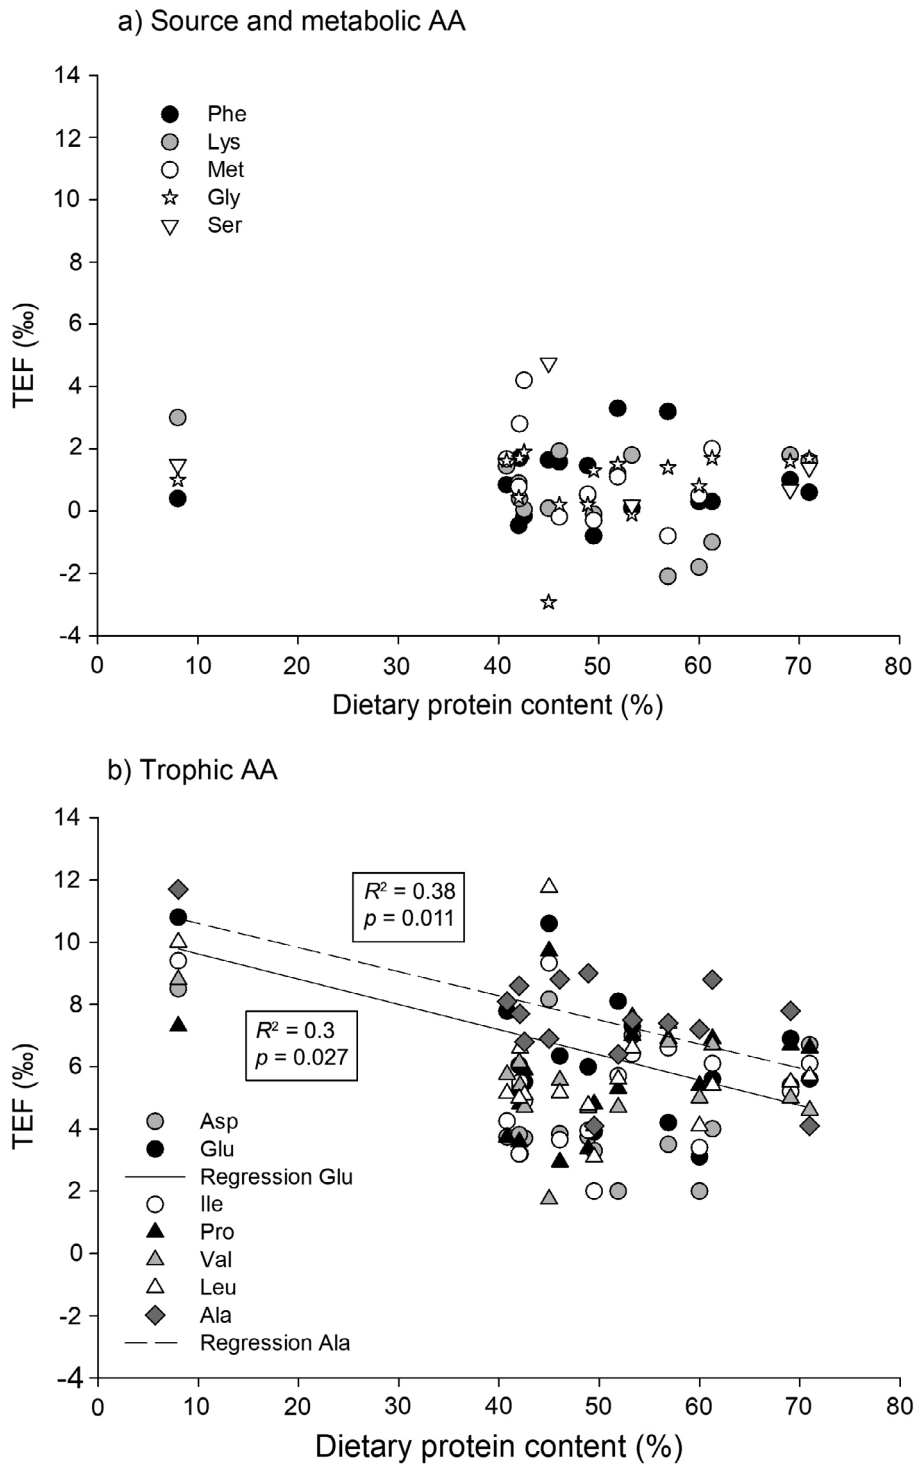 a) Source and metabolic AA
14
12
10
8
6
4
2
0
-2
-4
TEF (‰)
Phe
Lys
Met
Gly
Ser
0 10 20 30 40 50 60 70 80
Dietary protein content (%)
b) Trophic AA
14
12
10
8
6
4
2
0
-2
-4
TEF (‰)
R² = 0.38
p = 0.011
R² = 0.3
p = 0.027
Asp
Glu
Regression Glu
Ile
Pro
Val
Leu
Ala
Regression Ala
0 10 20 30 40 50 60 70 80
Dietary protein content (%)